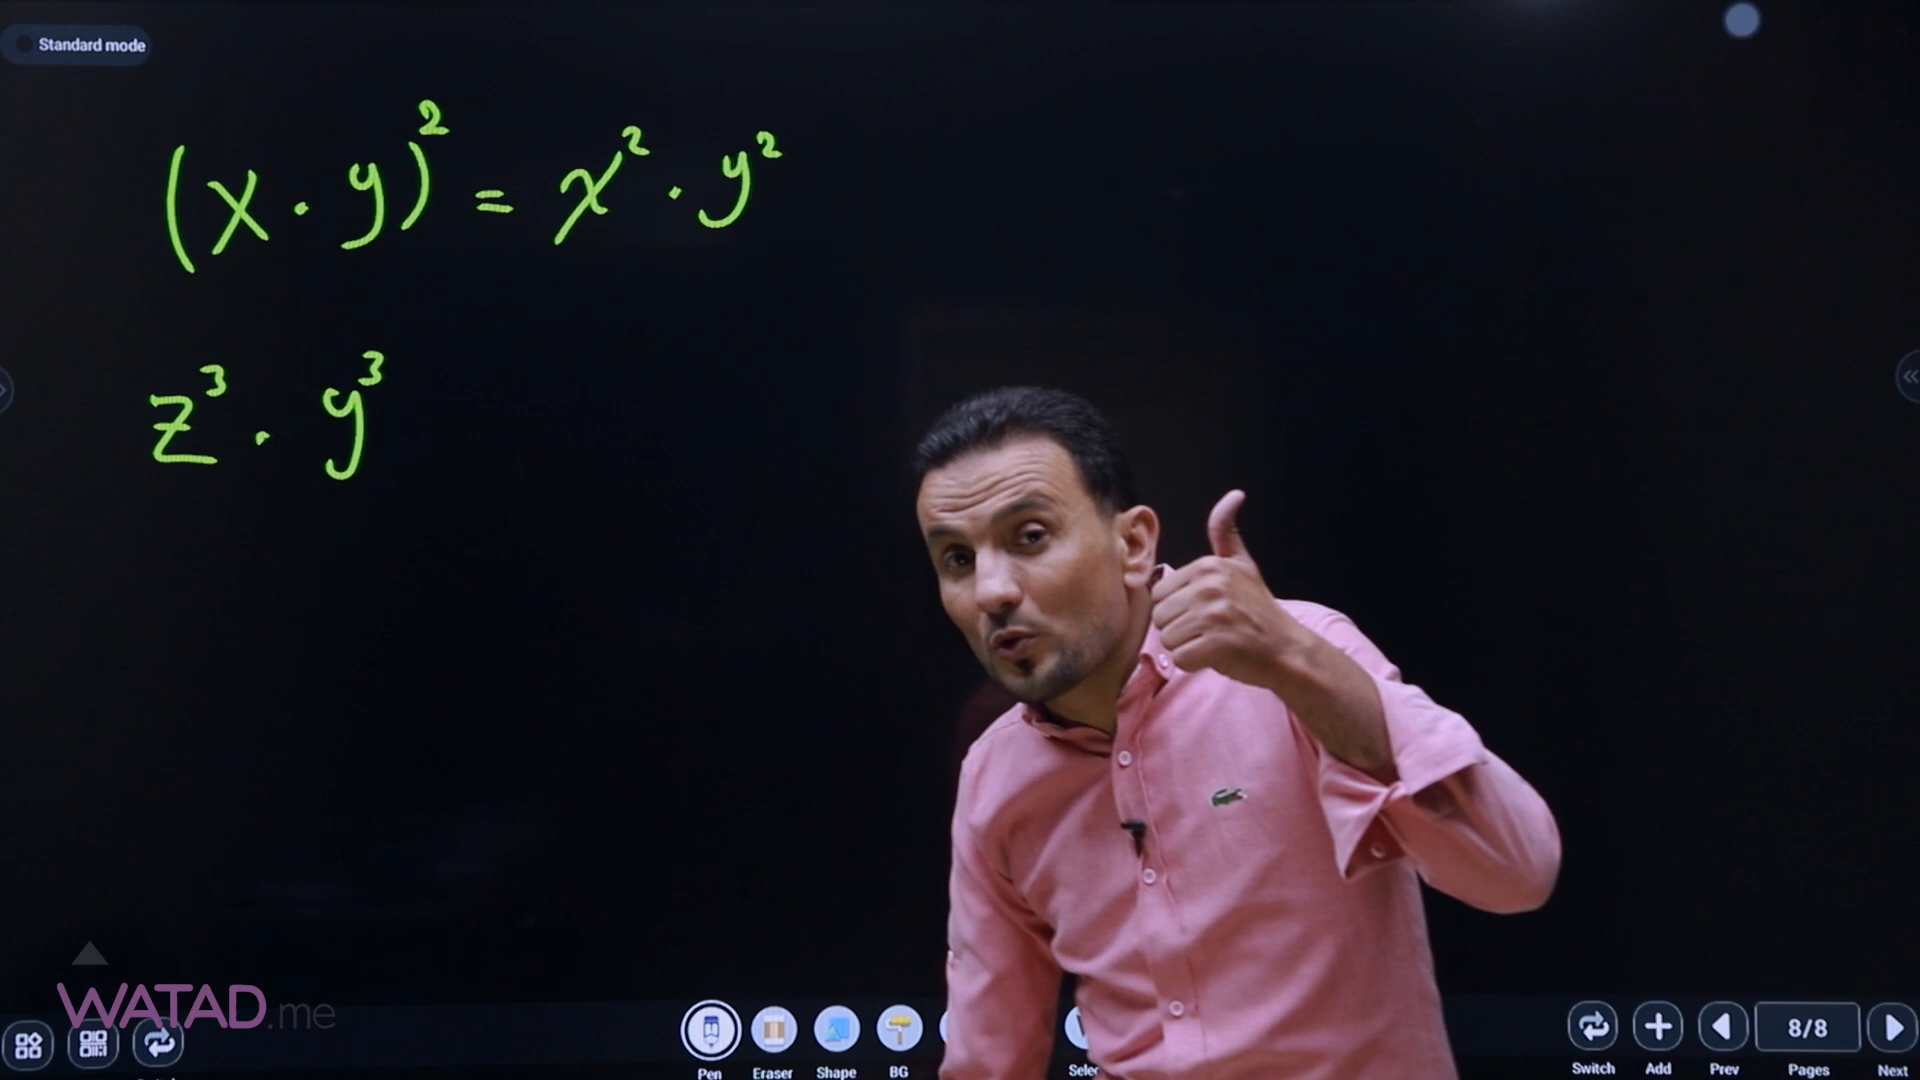 Standard mode
(x · y)² = x² · y²
z³ · y³
WATAD.me
Pen Eraser Shape BG Selec
Switch Add Prev 8/8 Pages Next